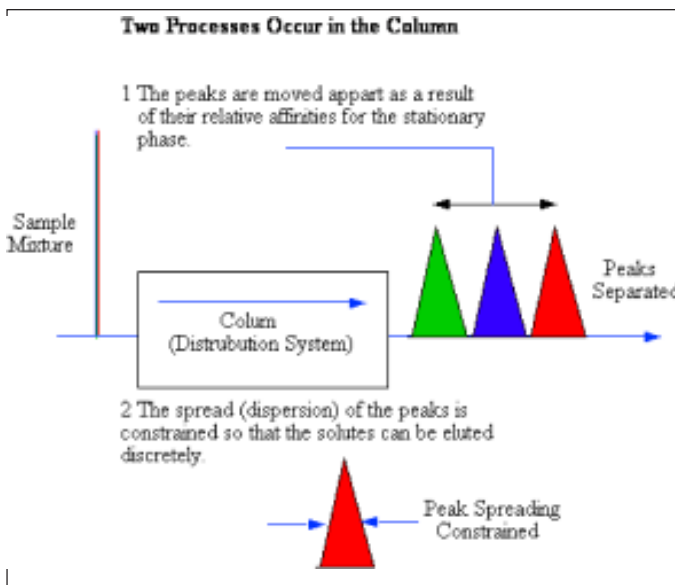 Two Processes Occur in the Column
1 The peaks are moved appart as a result
of their relative affinities for the stationary
phase.
Sample
Mixture
Peaks
Separated
Colum
(Distrubution System)
2 The spread (dispersion) of the peaks is
constrained so that the solutes can be eluted
discretely.
Peak Spreading
Constrained